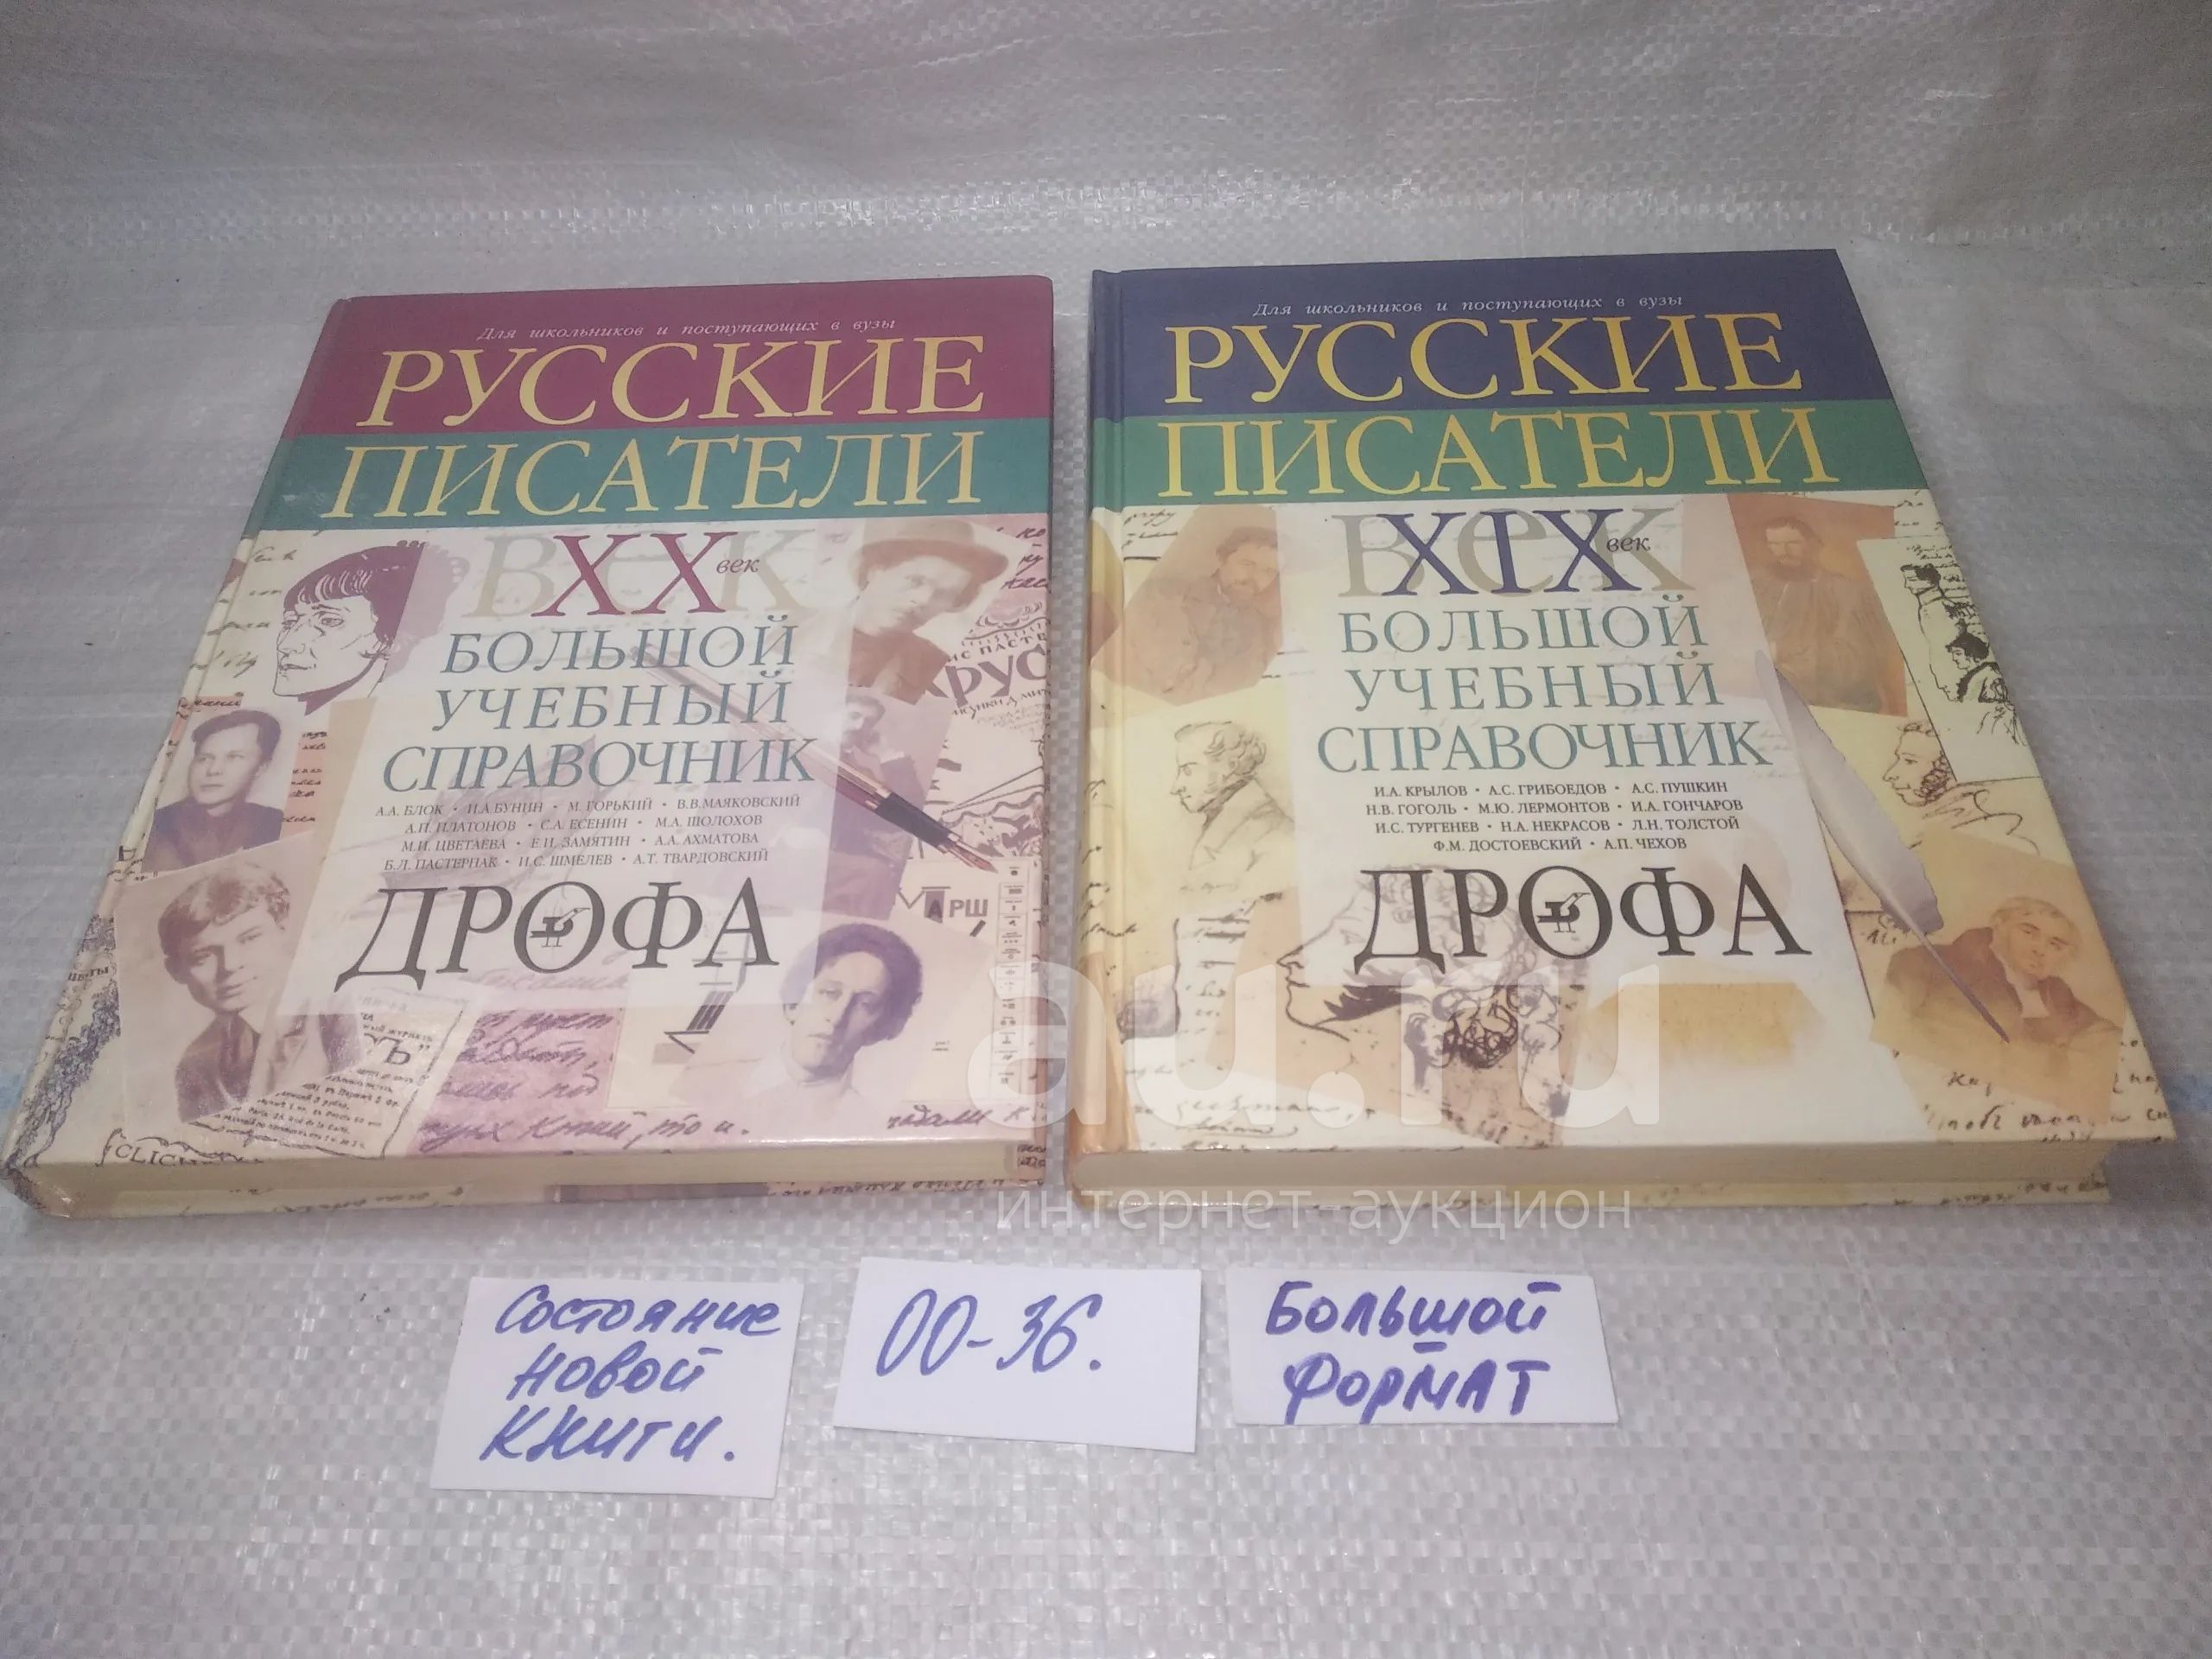 Для школьников и поступающих в вузы
РУССКИЕ
ПИСАТЕЛИ
ВЕК
XX век
БОЛЬШОЙ
УЧЕБНЫЙ
СПРАВОЧНИК
А.А. БЛОК • И.А.БУНИН • М. ГОРЬКИЙ • В.В.МАЯКОВСКИЙ
А.П. ПЛАТОНОВ • С.А. ЕСЕНИН • М.А. ШОЛОХОВ
М.И. ЦВЕТАЕВА • Е.И. ЗАМЯТИН • А.А. АХМАТОВА
Б.Л. ПАСТЕРНАК • И.С. ШМЕЛЕВ • А.Т. ТВАРДОВСКИЙ
ДРОФА
МАРШ
Для школьников и поступающих в вузы
РУССКИЕ
ПИСАТЕЛИ
Век
XIX век
БОЛЬШОЙ
УЧЕБНЫЙ
СПРАВОЧНИК
И.А. КРЫЛОВ • А.С. ГРИБОЕДОВ • А.С. ПУШКИН
Н.В. ГОГОЛЬ • М.Ю. ЛЕРМОНТОВ • И.А. ГОНЧАРОВ
И.С. ТУРГЕНЕВ • Н.А. НЕКРАСОВ • Л.Н. ТОЛСТОЙ
Ф.М. ДОСТОЕВСКИЙ • А.П. ЧЕХОВ
ДРОФА
au.ru
интернет-аукцион
Состояние
новой
книги.
00-36.
Большой
формат